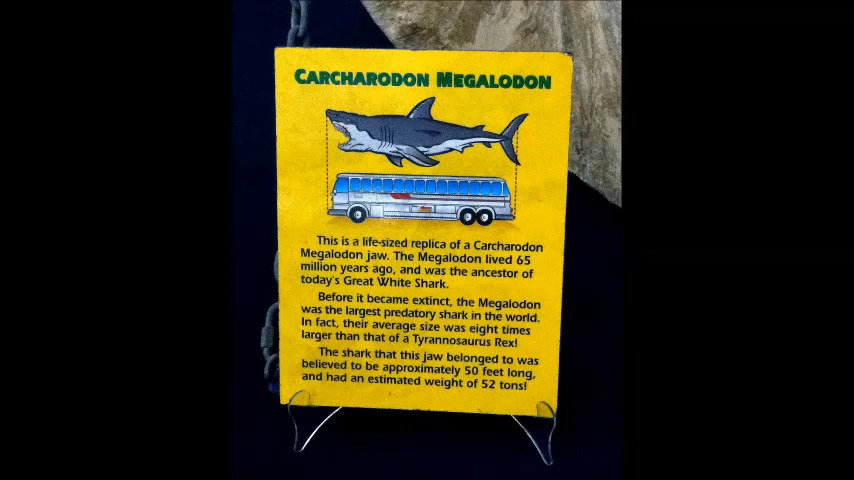 CARCHARODON MEGALODON
This is a life-sized replica of a Carcharodon
Megalodon jaw. The Megalodon lived 65
million years ago, and was the ancestor of
today's Great White Shark.
Before it became extinct, the Megalodon
was the largest predatory shark in the world.
In fact, their average size was eight times
larger than that of a Tyrannosaurus Rex!
The shark that this jaw belonged to was
believed to be approximately 50 feet long,
and had an estimated weight of 52 tons!